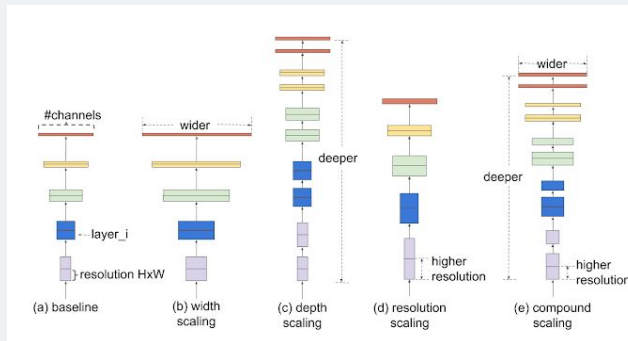 #channels
layer_i
resolution HxW
(a) baseline
wider
(b) width
scaling
deeper
(c) depth
scaling
higher
resolution
(d) resolution
scaling
wider
deeper
higher
resolution
(e) compound
scaling